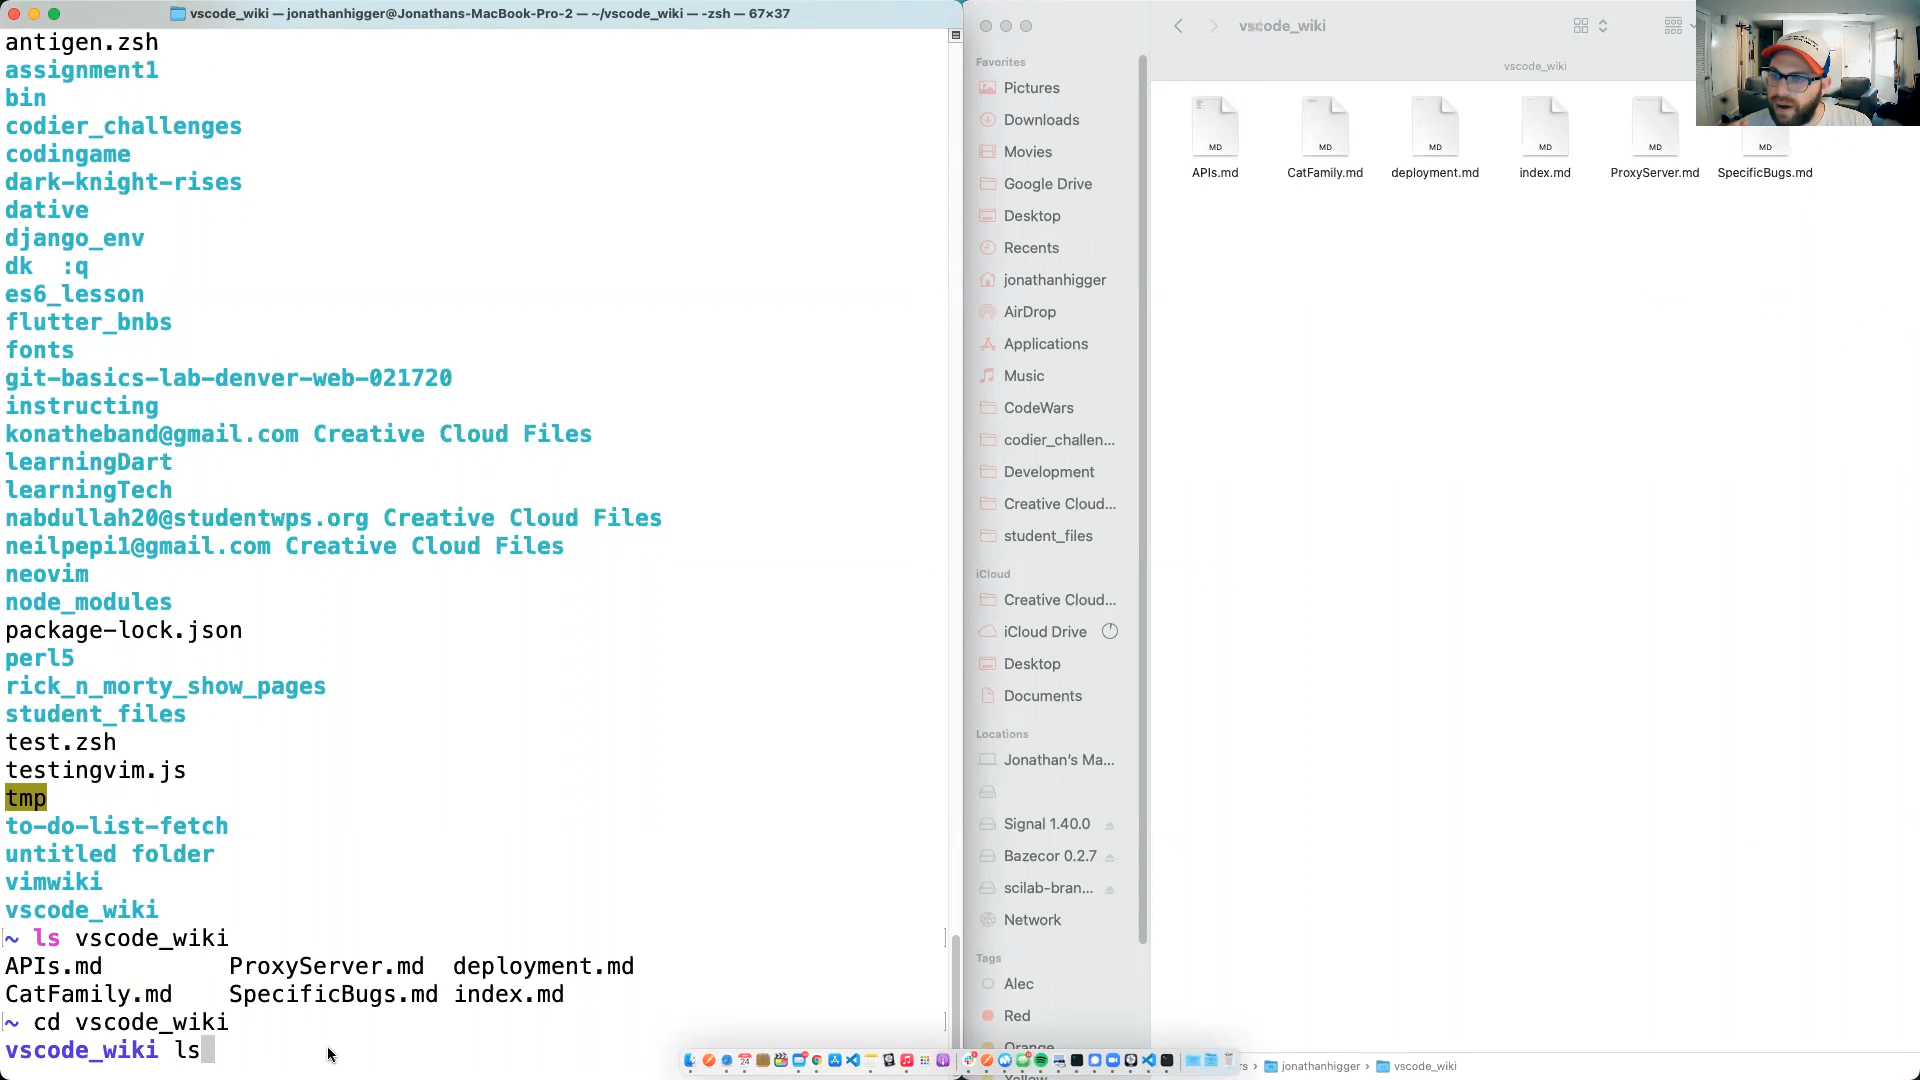 vscode_wiki — jonathanhigger@Jonathans-MacBook-Pro-2 — ~/vscode_wiki — -zsh — 67×37
antigen.zsh
assignment1
bin
codier_challenges
codingame
dark-knight-rises
dative
django_env
dk :q
es6_lesson
flutter_bnbs
fonts
git-basics-lab-denver-web-021720
instructing
konatheband@gmail.com Creative Cloud Files
learningDart
learningTech
nabdullah20@studentwps.org Creative Cloud Files
neilpepi1@gmail.com Creative Cloud Files
neovim
node_modules
package-lock.json
perl5
rick_n_morty_show_pages
student_files
test.zsh
testingvim.js
tmp
to-do-list-fetch
untitled folder
vimwiki
vscode_wiki
~ ls vscode_wiki
APIs.md ProxyServer.md deployment.md
CatFamily.md SpecificBugs.md index.md
~ cd vscode_wiki
vscode_wiki ls
Favorites
Pictures
Downloads
Movies
Google Drive
Desktop
Recents
jonathanhigger
AirDrop
Applications
Music
CodeWars
codier_challen...
Development
Creative Cloud...
student_files
iCloud
Creative Cloud...
iCloud Drive
Desktop
Documents
Locations
Jonathan's Ma...
Signal 1.40.0
Bazecor 0.2.7
scilab-bran...
Network
Tags
Alec
Red
Orange
vscode_wiki
vscode_wiki
MD MD MD MD MD MD
APIs.md CatFamily.md deployment.md index.md ProxyServer.md SpecificBugs.md
rs › jonathanhigger › vscode_wiki